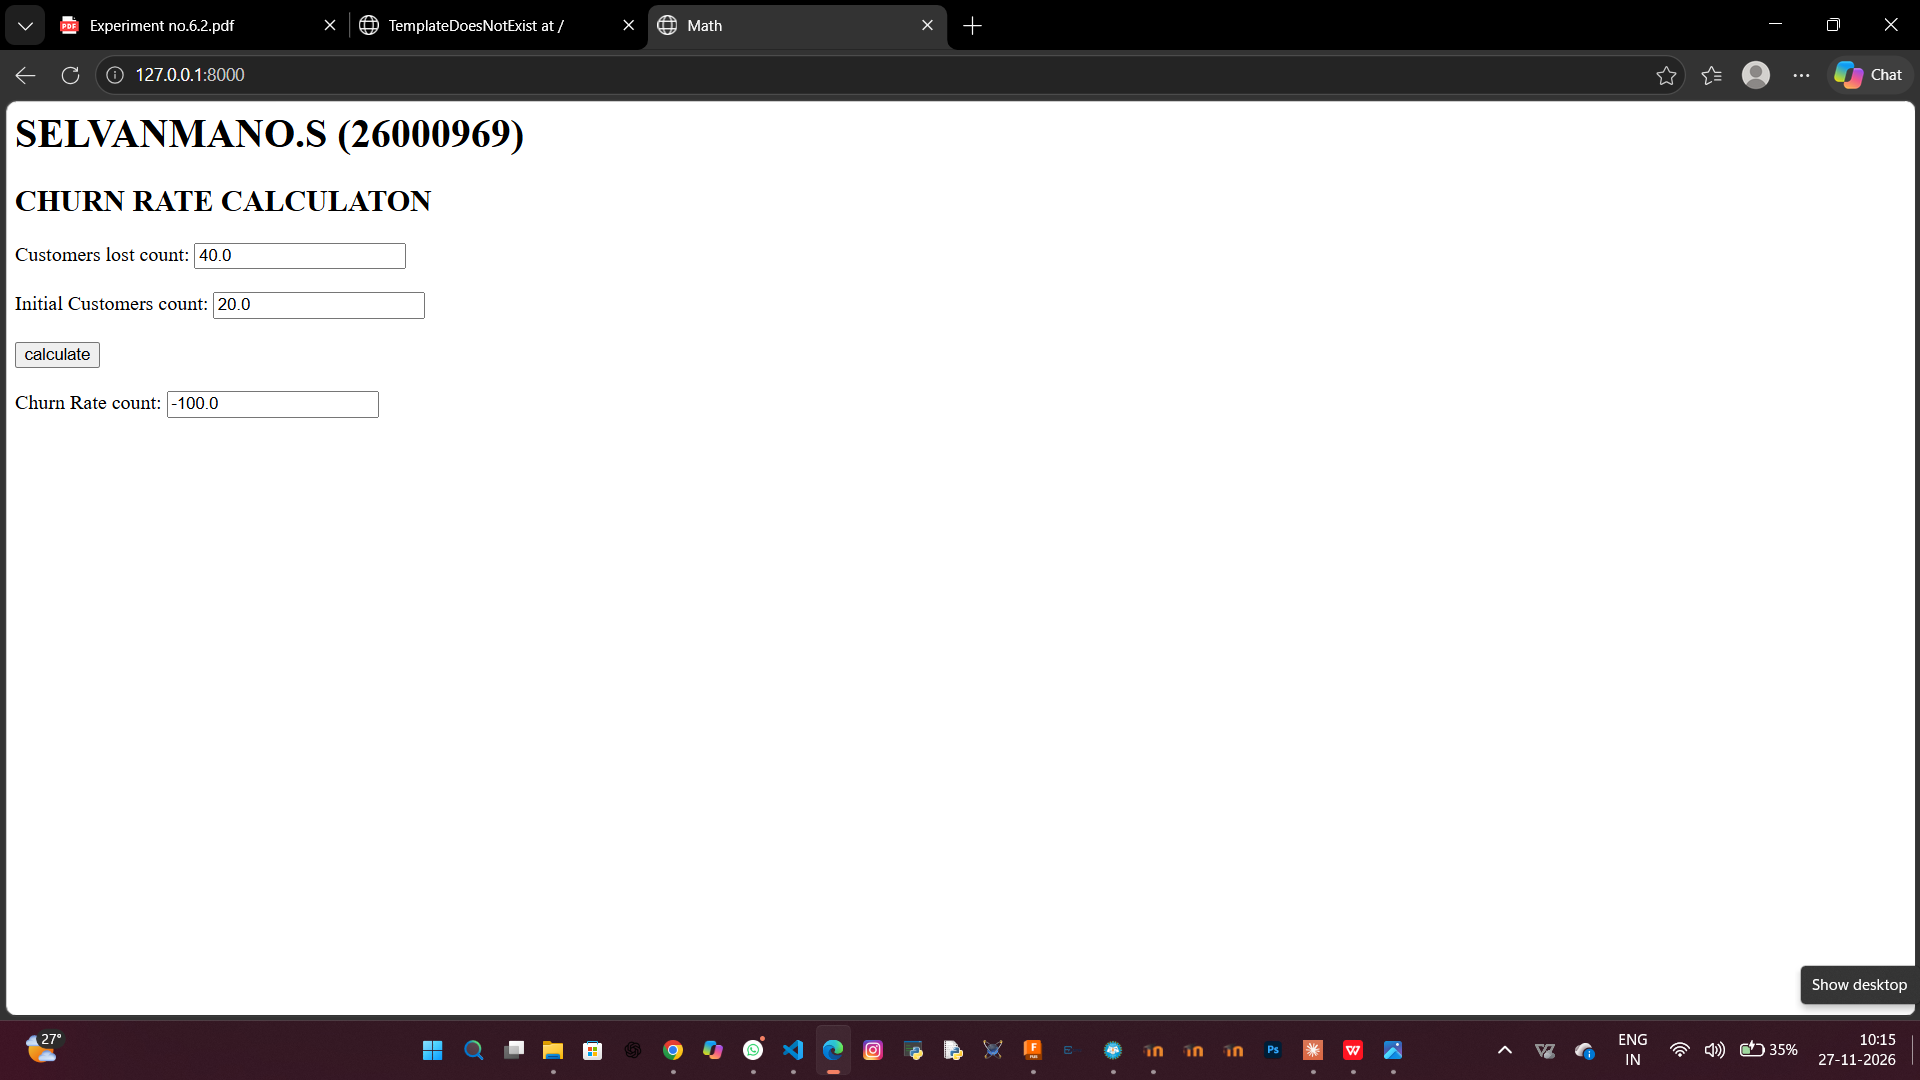 Experiment no.6.2.pdf
TemplateDoesNotExist at /
Math
127.0.0.1:8000
Chat
SELVANMANO.S (26000969)
CHURN RATE CALCULATON
Customers lost count: 40.0
Initial Customers count: 20.0
calculate
Churn Rate count: -100.0
Show desktop
27°
ENG
IN
35%
10:15
27-11-2026